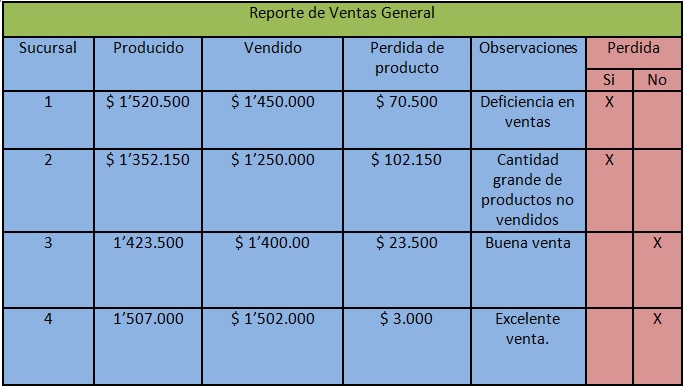 Reporte de Ventas General
Sucursal Producido Vendido Perdida de producto Observaciones Perdida
Si No
1 $ 1’520.500 $ 1’450.000 $ 70.500 Deficiencia en ventas X
2 $ 1’352.150 $ 1’250.000 $ 102.150 Cantidad grande de productos no vendidos X
3 1’423.500 $ 1’400.00 $ 23.500 Buena venta X
4 1’507.000 $ 1’502.000 $ 3.000 Excelente venta. X